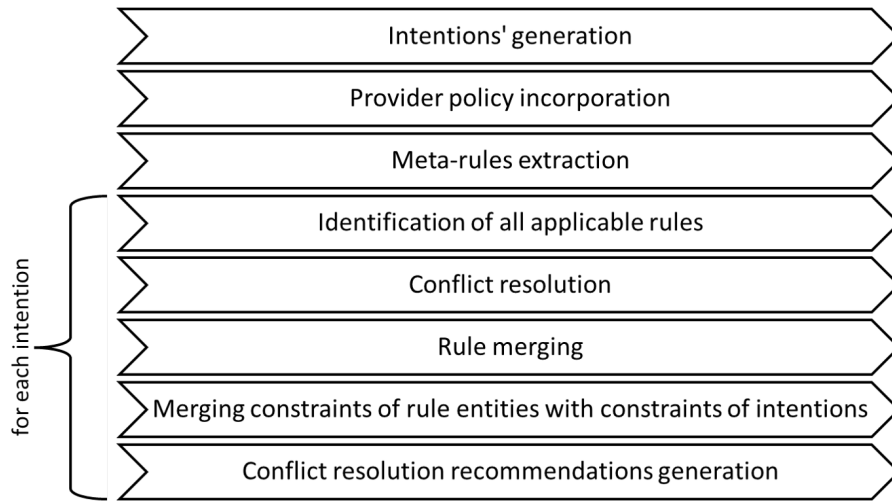 Intentions' generation
Provider policy incorporation
Meta-rules extraction
for each intention
Identification of all applicable rules
Conflict resolution
Rule merging
Merging constraints of rule entities with constraints of intentions
Conflict resolution recommendations generation